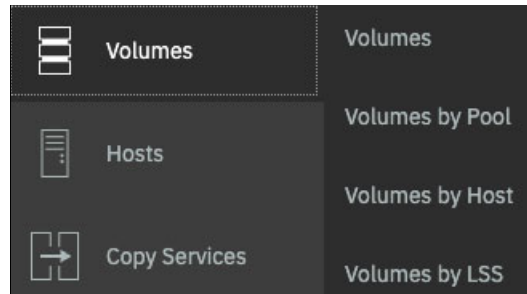 Volumes
Hosts
Copy Services
Volumes
Volumes by Pool
Volumes by Host
Volumes by LSS